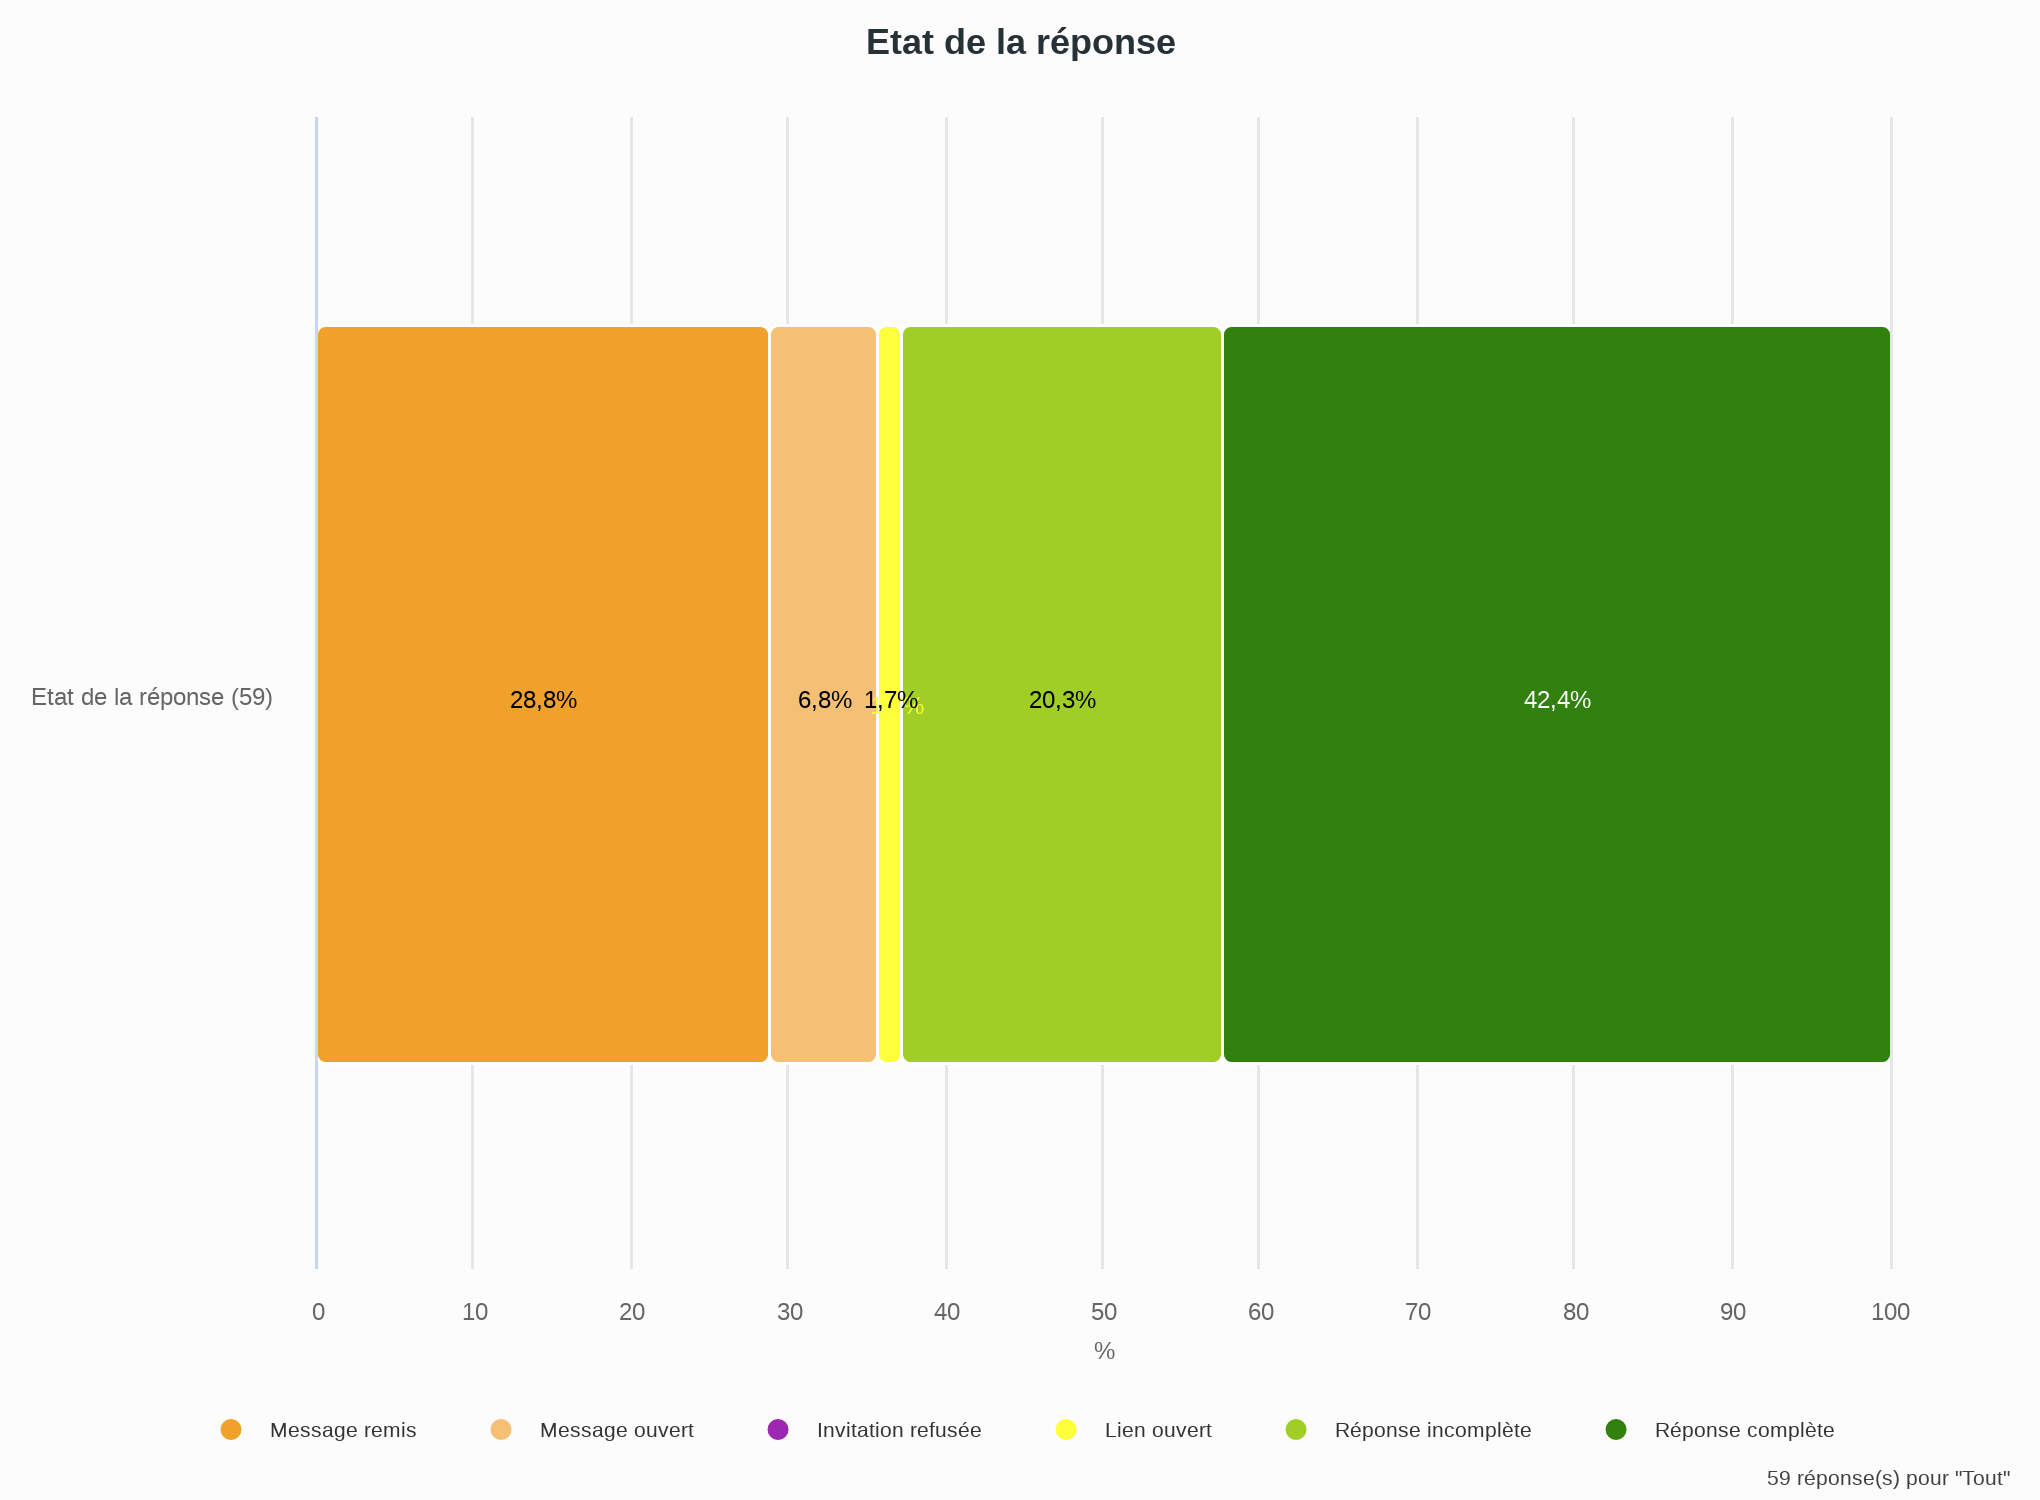 Etat de la réponse
Etat de la réponse (59)
28,8%
6,8%
1,7%
20,3%
42,4%
0 10 20 30 40 50 60 70 80 90 100
%
Message remis Message ouvert Invitation refusée Lien ouvert Réponse incomplète Réponse complète
59 réponse(s) pour "Tout"